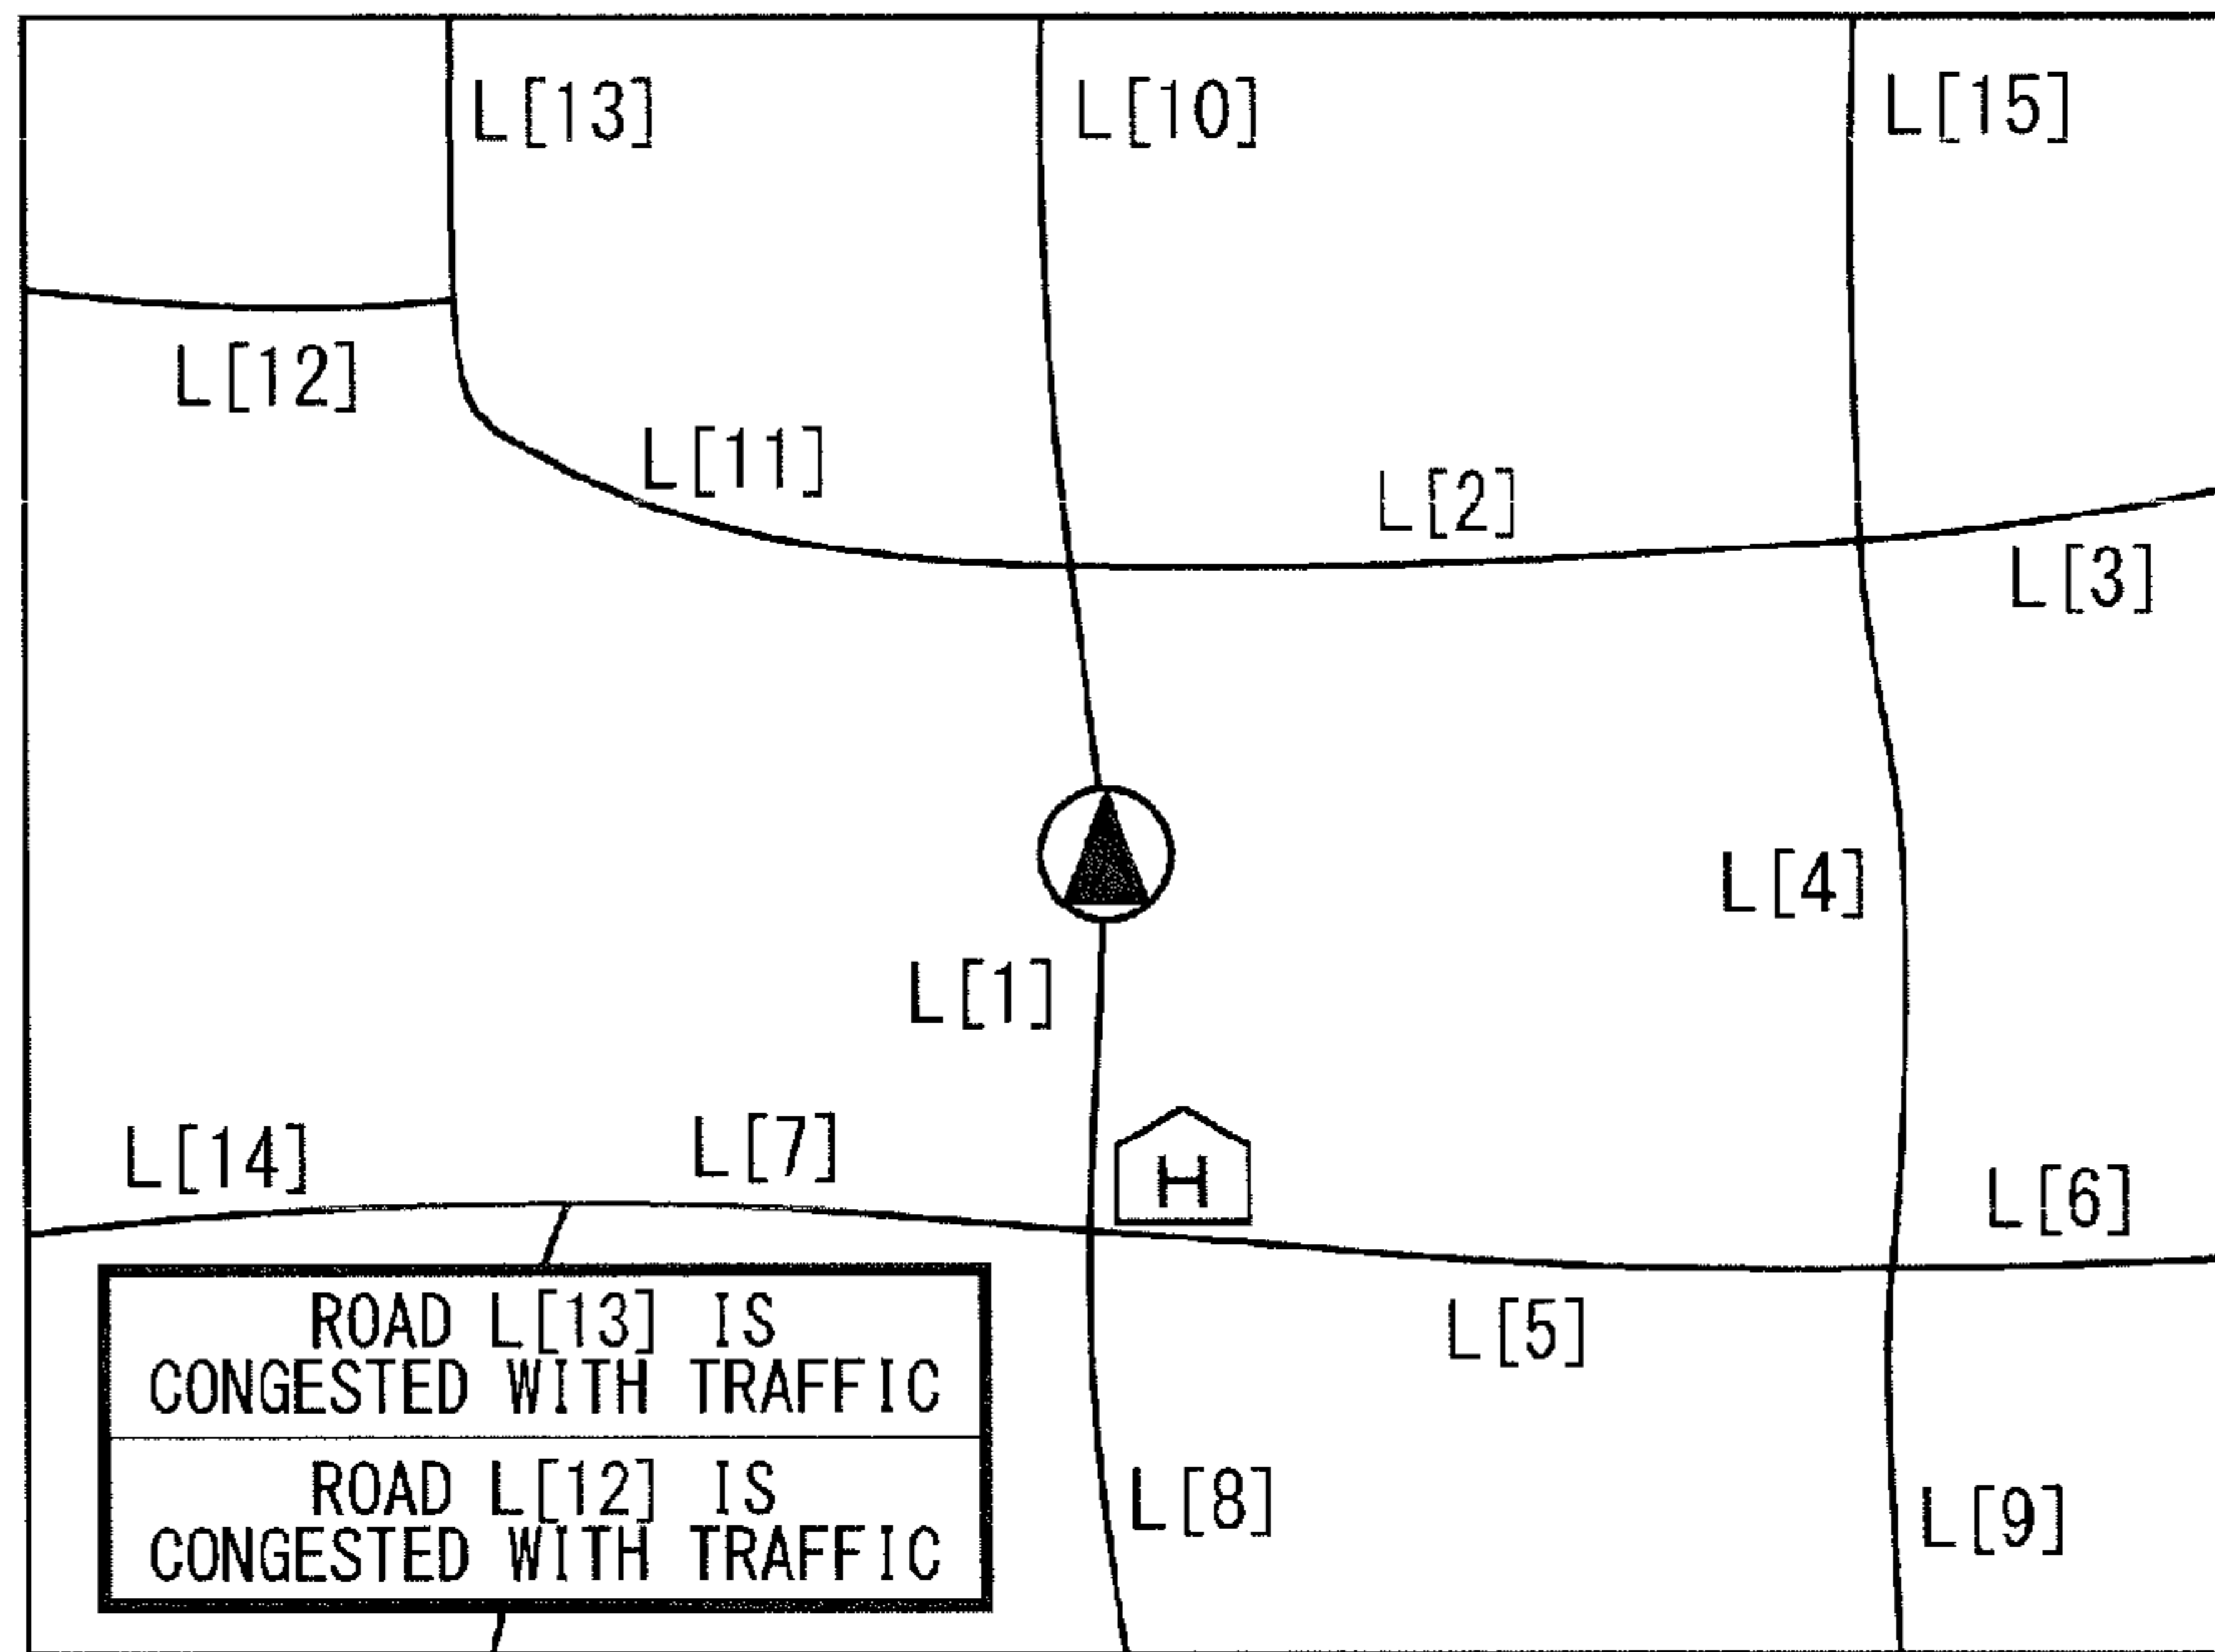 L[13]
L[10]
L[15]
L[12]
L[11]
L[2]
L[3]
L[4]
L[1]
L[14]
L[7]
H
L[6]
L[5]
ROAD L[13] IS
CONGESTED WITH TRAFFIC
ROAD L[12] IS
CONGESTED WITH TRAFFIC
L[8]
L[9]